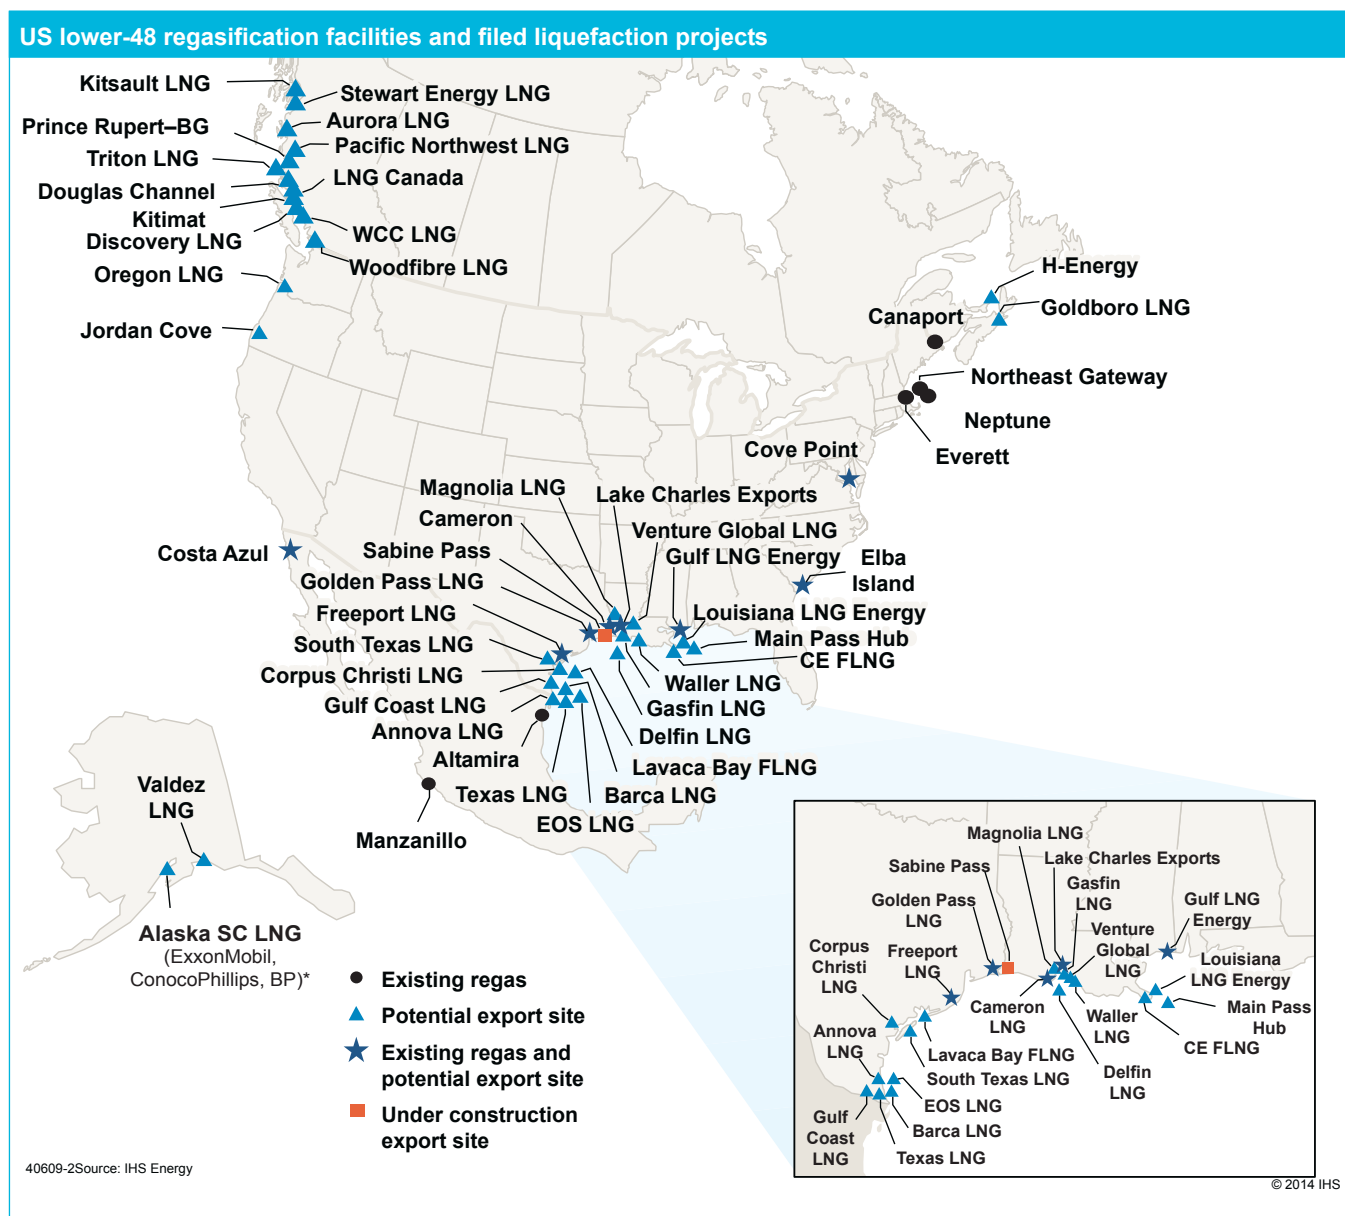 US lower-48 regasification facilities and filed liquefaction projects
Kitsault LNG
Stewart Energy LNG
Aurora LNG
Prince Rupert–BG
Pacific Northwest LNG
Triton LNG
LNG Canada
Douglas Channel
Kitimat
WCC LNG
Discovery LNG
Woodfibre LNG
Oregon LNG
Jordan Cove
H-Energy
Goldboro LNG
Canaport
Northeast Gateway
Neptune
Everett
Cove Point
Magnolia LNG
Lake Charles Exports
Cameron
Venture Global LNG
Sabine Pass
Gulf LNG Energy
Costa Azul
Elba
Island
Golden Pass LNG
Freeport LNG
Louisiana LNG Energy
South Texas LNG
Main Pass Hub
CE FLNG
Corpus Christi LNG
Waller LNG
Gulf Coast LNG
Gasfin LNG
Annova LNG
Delfin LNG
Altamira
Lavaca Bay FLNG
Texas LNG
Barca LNG
EOS LNG
Manzanillo
Valdez
LNG
Alaska SC LNG
(ExxonMobil,
ConocoPhillips, BP)*
Existing regas
Potential export site
Existing regas and
potential export site
Under construction
export site
Magnolia LNG
Sabine Pass
Lake Charles Exports
Gasfin
LNG
Golden Pass
LNG
Gulf LNG
Energy
Venture
Global
LNG
Corpus
Christi
LNG
Freeport
LNG
Louisiana
LNG Energy
Cameron
LNG
Waller
LNG
Main Pass
Hub
Annova
LNG
CE FLNG
Lavaca Bay FLNG
South Texas LNG
Delfin
LNG
EOS LNG
Gulf
Coast
LNG
Barca LNG
Texas LNG
40609-2Source: IHS Energy
© 2014 IHS